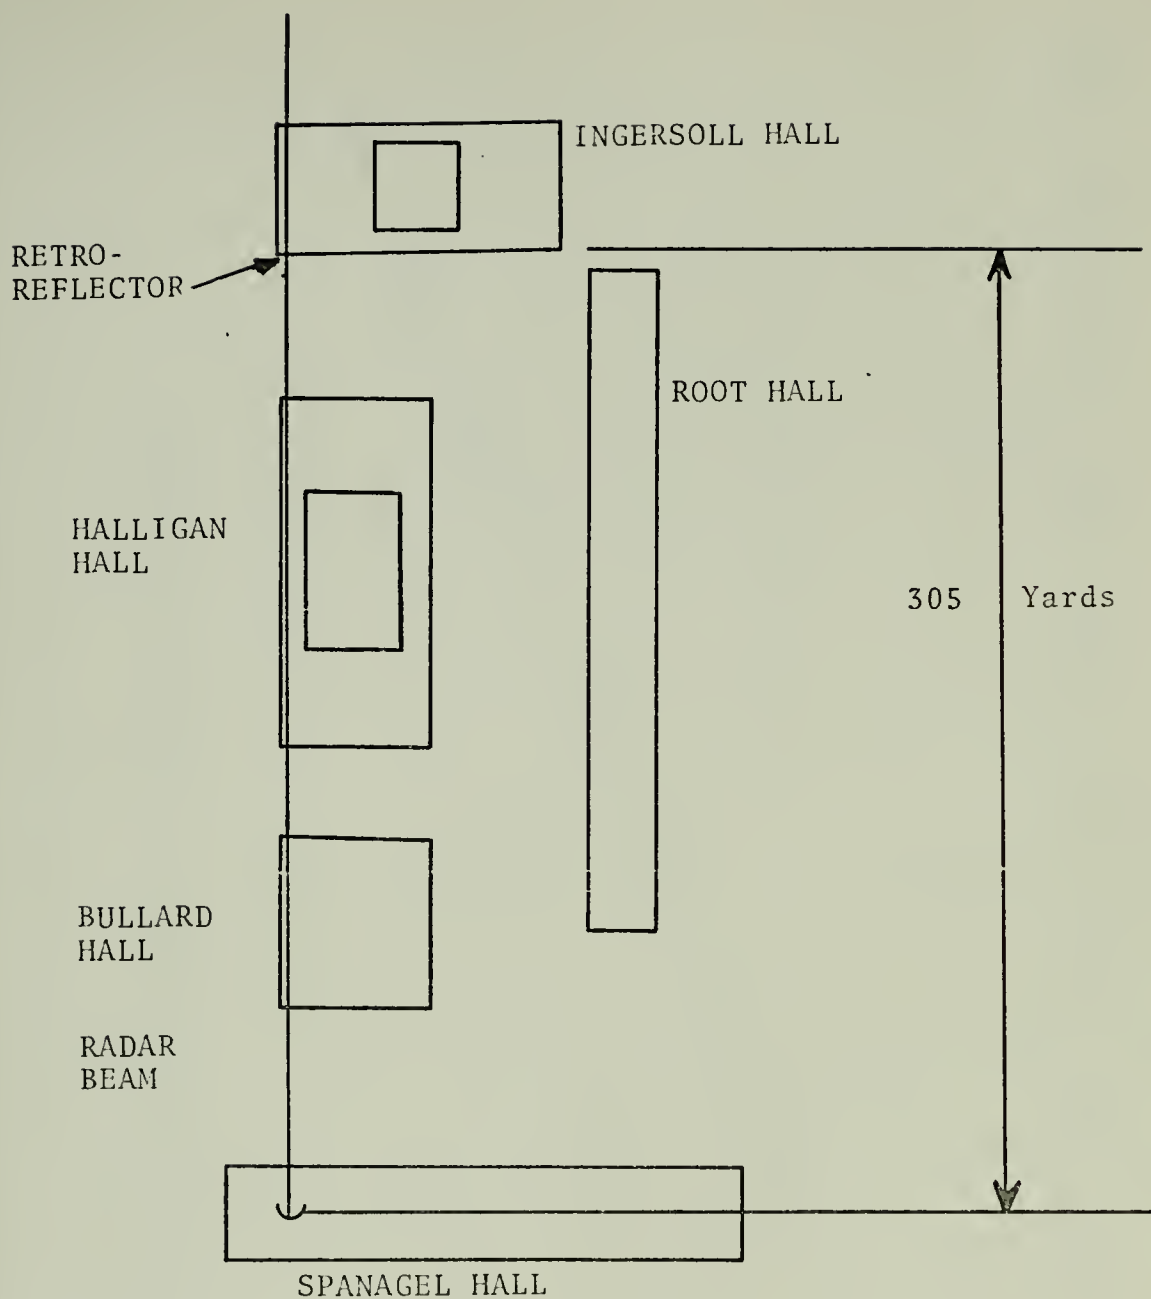 INGERSOLL HALL
RETRO-
REFLECTOR
ROOT HALL
HALLIGAN
HALL
305 Yards
BULLARD
HALL
RADAR
BEAM
SPANAGEL HALL